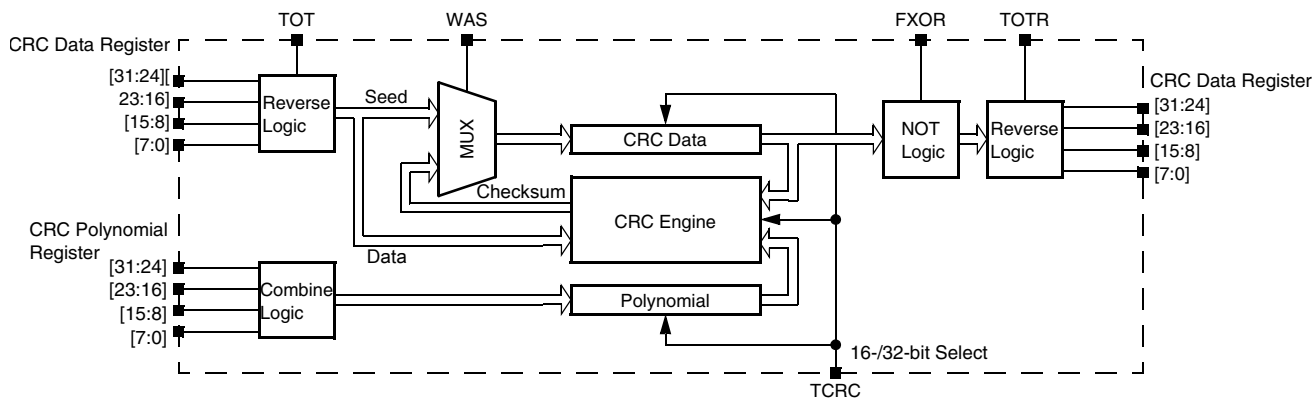 TOT
WAS
FXOR
TOTR
CRC Data Register
[31:24][
23:16]
[15:8]
[7:0]
Reverse
Logic
Seed
MUX
CRC Data
NOT
Logic
Reverse
Logic
CRC Data Register
[31:24]
[23:16]
[15:8]
[7:0]
Checksum
CRC Engine
Data
CRC Polynomial
Register
[31:24]
[23:16]
[15:8]
[7:0]
Combine
Logic
Polynomial
16-/32-bit Select
TCRC